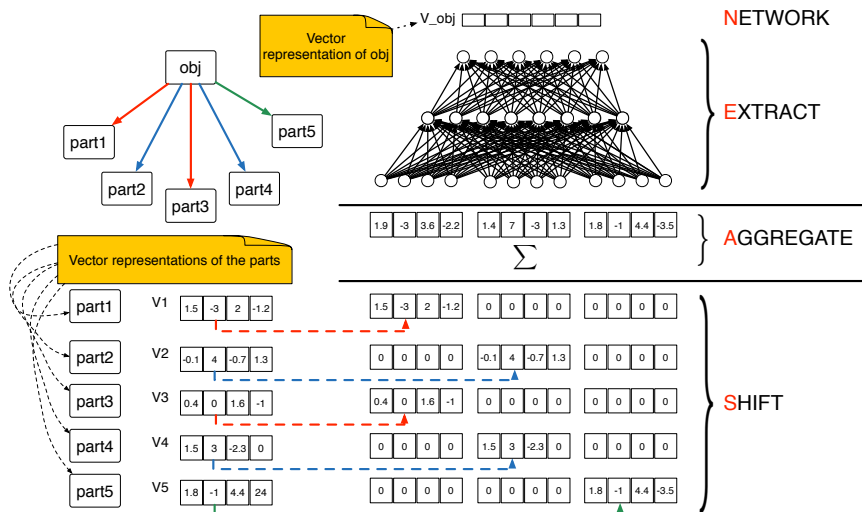 Vector
representation of obj
V_obj
NETWORK
obj
part1
part2
part3
part4
part5
EXTRACT
1.9 -3 3.6 -2.2 1.4 7 -3 1.3 1.8 -1 4.4 -3.5
AGGREGATE
Σ
Vector representations of the parts
part1 V1 1.5 -3 2 -1.2 1.5 -3 2 -1.2 0 0 0 0 0 0 0 0
part2 V2 -0.1 4 -0.7 1.3 0 0 0 0 -0.1 4 -0.7 1.3 0 0 0 0
part3 V3 0.4 0 1.6 -1 0.4 0 1.6 -1 0 0 0 0 0 0 0 0
SHIFT
part4 V4 1.5 3 -2.3 0 0 0 0 0 1.5 3 -2.3 0 0 0 0 0
part5 V5 1.8 -1 4.4 24 0 0 0 0 0 0 0 0 1.8 -1 4.4 -3.5